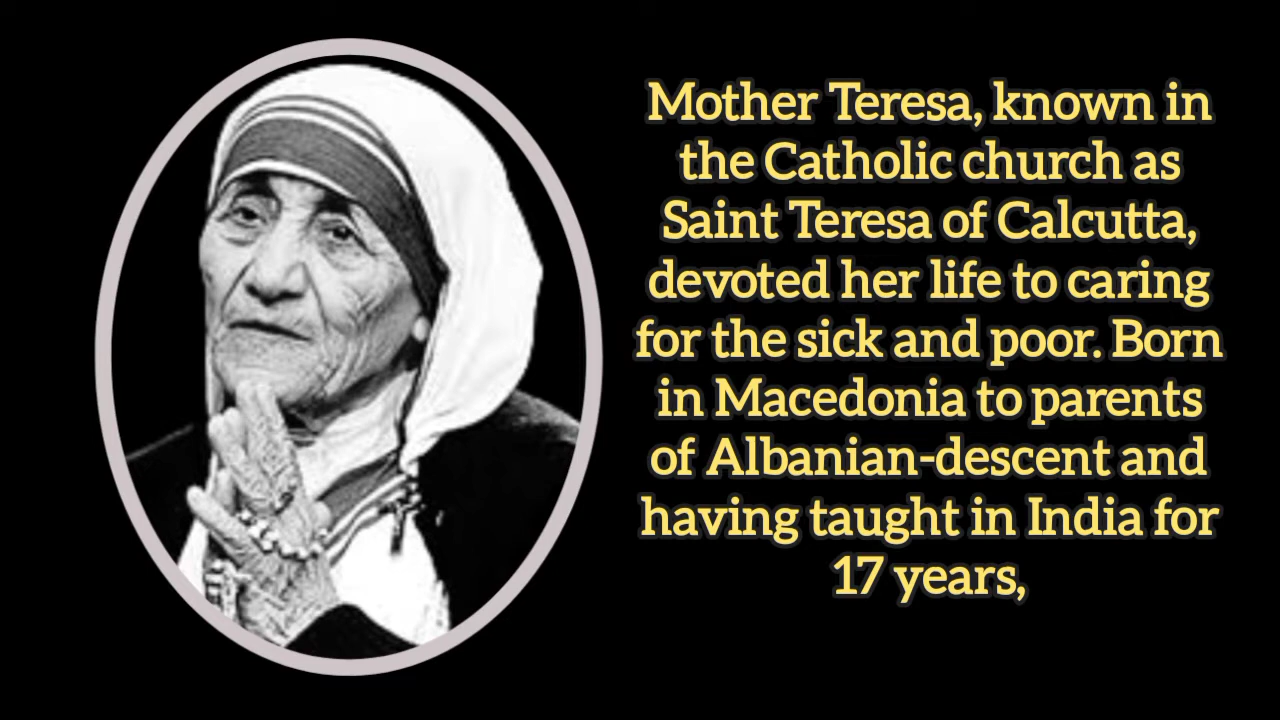 Mother Teresa, known in
the Catholic church as
Saint Teresa of Calcutta,
devoted her life to caring
for the sick and poor. Born
in Macedonia to parents
of Albanian-descent and
having taught in India for
17 years,